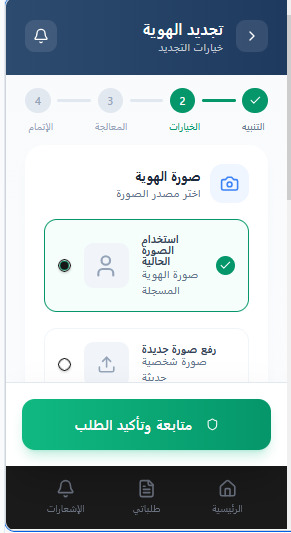 تجديد الهوية
خيارات التجديد
2
3
4
التنبيه
الخيارات
المعالجة
الإتمام
صورة الهوية
اختر مصدر الصورة
استخدام
الصورة
الحالية
صورة الهوية
المسجلة
رفع صورة جديدة
صورة شخصية
حديثة
متابعة وتأكيد الطلب
الرئيسية
طلباتي
الإشعارات